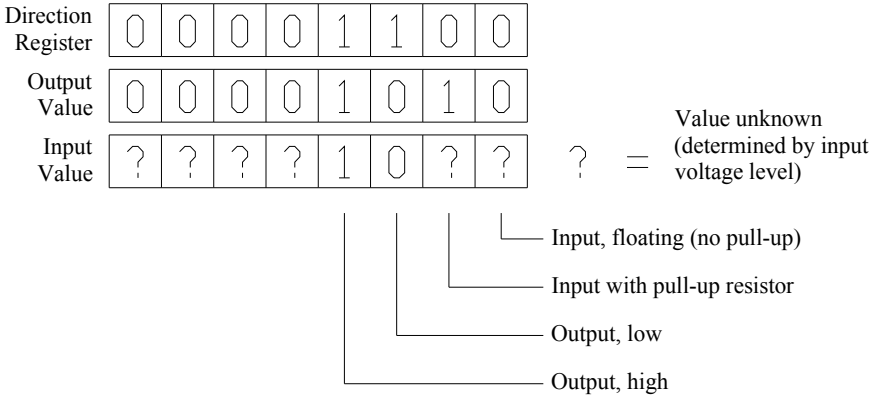 Direction
Register
0 0 0 0 1 1 0 0
Output
Value
0 0 0 0 1 0 1 0
Input
Value
? ? ? ? 1 0 ? ?
? =
Value unknown
(determined by input
voltage level)
Input, floating (no pull-up)
Input with pull-up resistor
Output, low
Output, high